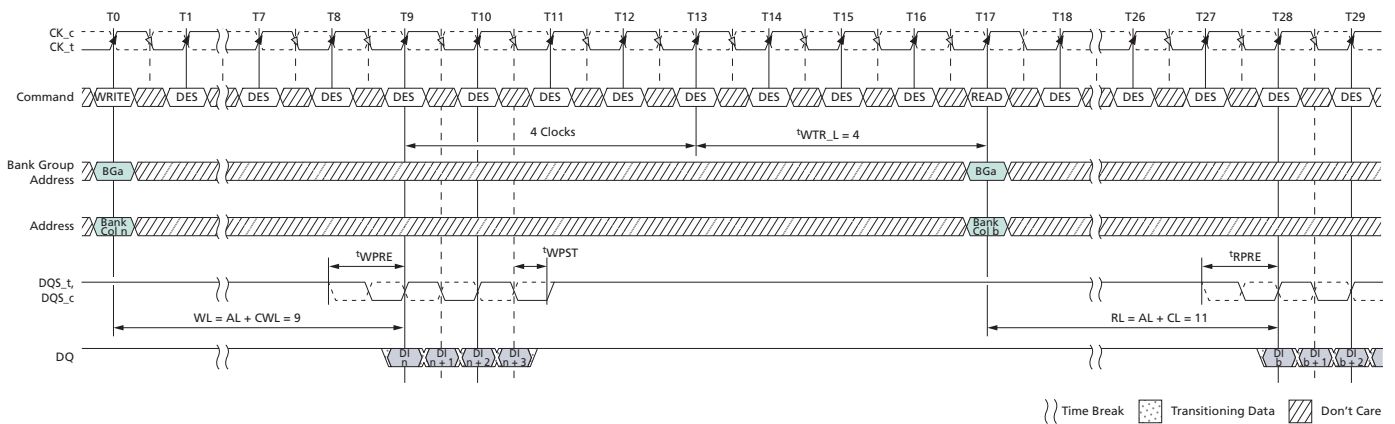 T0 T1 T7 T8 T9 T10 T11 T12 T13 T14 T15 T16 T17 T18 T26 T27 T28 T29
CK_c
CK_t
Command WRITE DES DES DES DES DES DES DES DES DES DES DES READ DES DES DES DES DES
4 Clocks tWTR_L = 4
Bank Group
Address BGa BGa
Address Bank
Col n Bank
Col b
tWPRE tWPST tRPRE
DQS_t,
DQS_c
WL = AL + CWL = 9 RL = AL + CL = 11
DQ DI
n DI
n + 1 DI
n + 2 DI
n + 3 DI
b DI
b + 1 DI
b + 2
Time Break Transitioning Data Don't Care